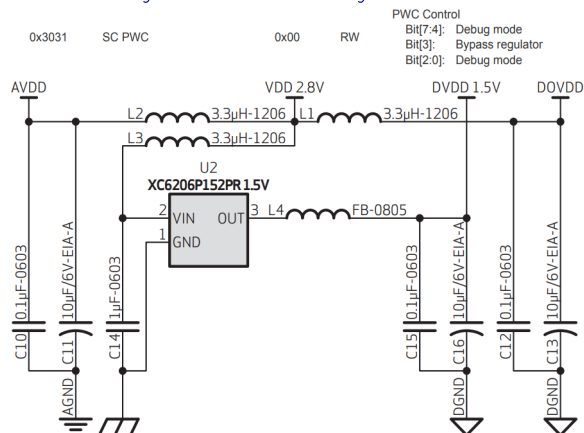 PWC Control
0x3031 SC PWC 0x00 RW Bit[7:4]: Debug mode
Bit[3]: Bypass regulator
Bit[2:0]: Debug mode
AVDD VDD 2.8V DVDD 1.5V DOVDD
L2 3.3µH-1206 L1 3.3µH-1206
L3 3.3µH-1206
U2
XC6206P152PR 1.5V
2 VIN OUT 3 L4 FB-0805
1 GND
C10 0.1µF-0603
C11 10µF/6V-EIA-A
C14 1µF-0603
C15 0.1µF-0603
C16 10µF/6V-EIA-A
C12 0.1µF-0603
C13 10µF/6V-EIA-A
AGND
DGND
DGND